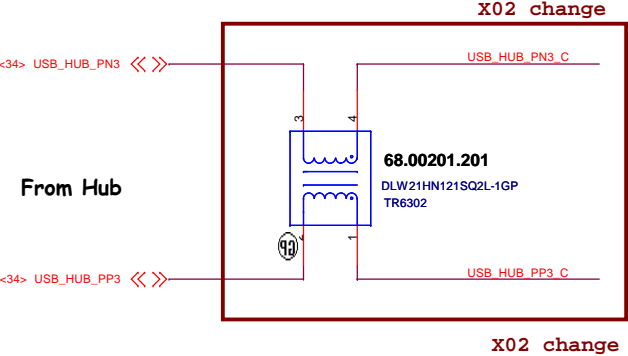 X02 change
<34> USB_HUB_PN3
USB_HUB_PN3_C
3
4
68.00201.201
DLW21HN121SQ2L-1GP
TR6302
From Hub
GP
1
<34> USB_HUB_PP3
USB_HUB_PP3_C
X02 change